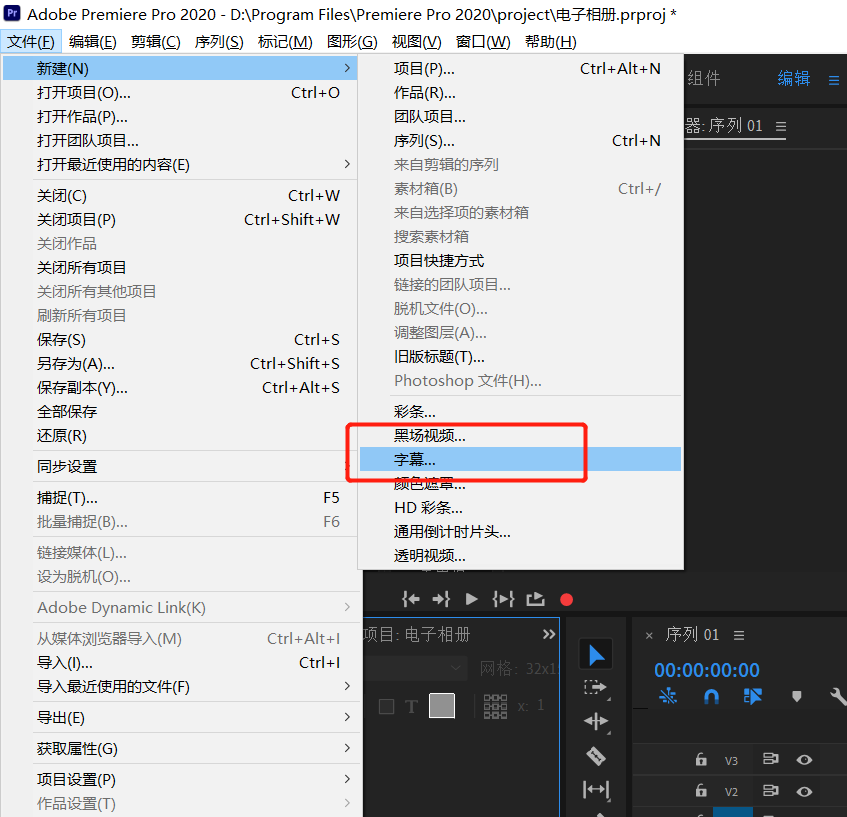 Adobe Premiere Pro 2020 - D:\Program Files\Premiere Pro 2020\project\电子相册.prproj *
文件(F) 编辑(E) 剪辑(C) 序列(S) 标记(M) 图形(G) 视图(V) 窗口(W) 帮助(H)
新建(N)
打开项目(O)... Ctrl+O
打开作品(P)...
打开团队项目...
打开最近使用的内容(E)
关闭(C) Ctrl+W
关闭项目(P) Ctrl+Shift+W
关闭作品
关闭所有项目
关闭所有其他项目
刷新所有项目
保存(S) Ctrl+S
另存为(A)... Ctrl+Shift+S
保存副本(Y)... Ctrl+Alt+S
全部保存
还原(R)
同步设置
捕捉(T)... F5
批量捕捉(B)... F6
链接媒体(L)...
设为脱机(O)...
Adobe Dynamic Link(K)
从媒体浏览器导入(M) Ctrl+Alt+I
导入(I)... Ctrl+I
导入最近使用的文件(F)
导出(E)
获取属性(G)
项目设置(P)
作品设置(T)
项目(P)... Ctrl+Alt+N
作品(R)...
团队项目...
序列(S)... Ctrl+N
来自剪辑的序列
素材箱(B) Ctrl+/
来自选择项的素材箱
搜索素材箱
项目快捷方式
链接的团队项目...
脱机文件(O)...
调整图层(A)...
旧版标题(T)...
Photoshop 文件(H)...
彩条...
黑场视频...
字幕...
颜色遮罩...
HD 彩条...
通用倒计时片头...
透明视频...
组件 编辑
器: 序列 01
项目: 电子相册
网格: 32x1
T x: 1
× 序列 01
00:00:00:00
V3
V2